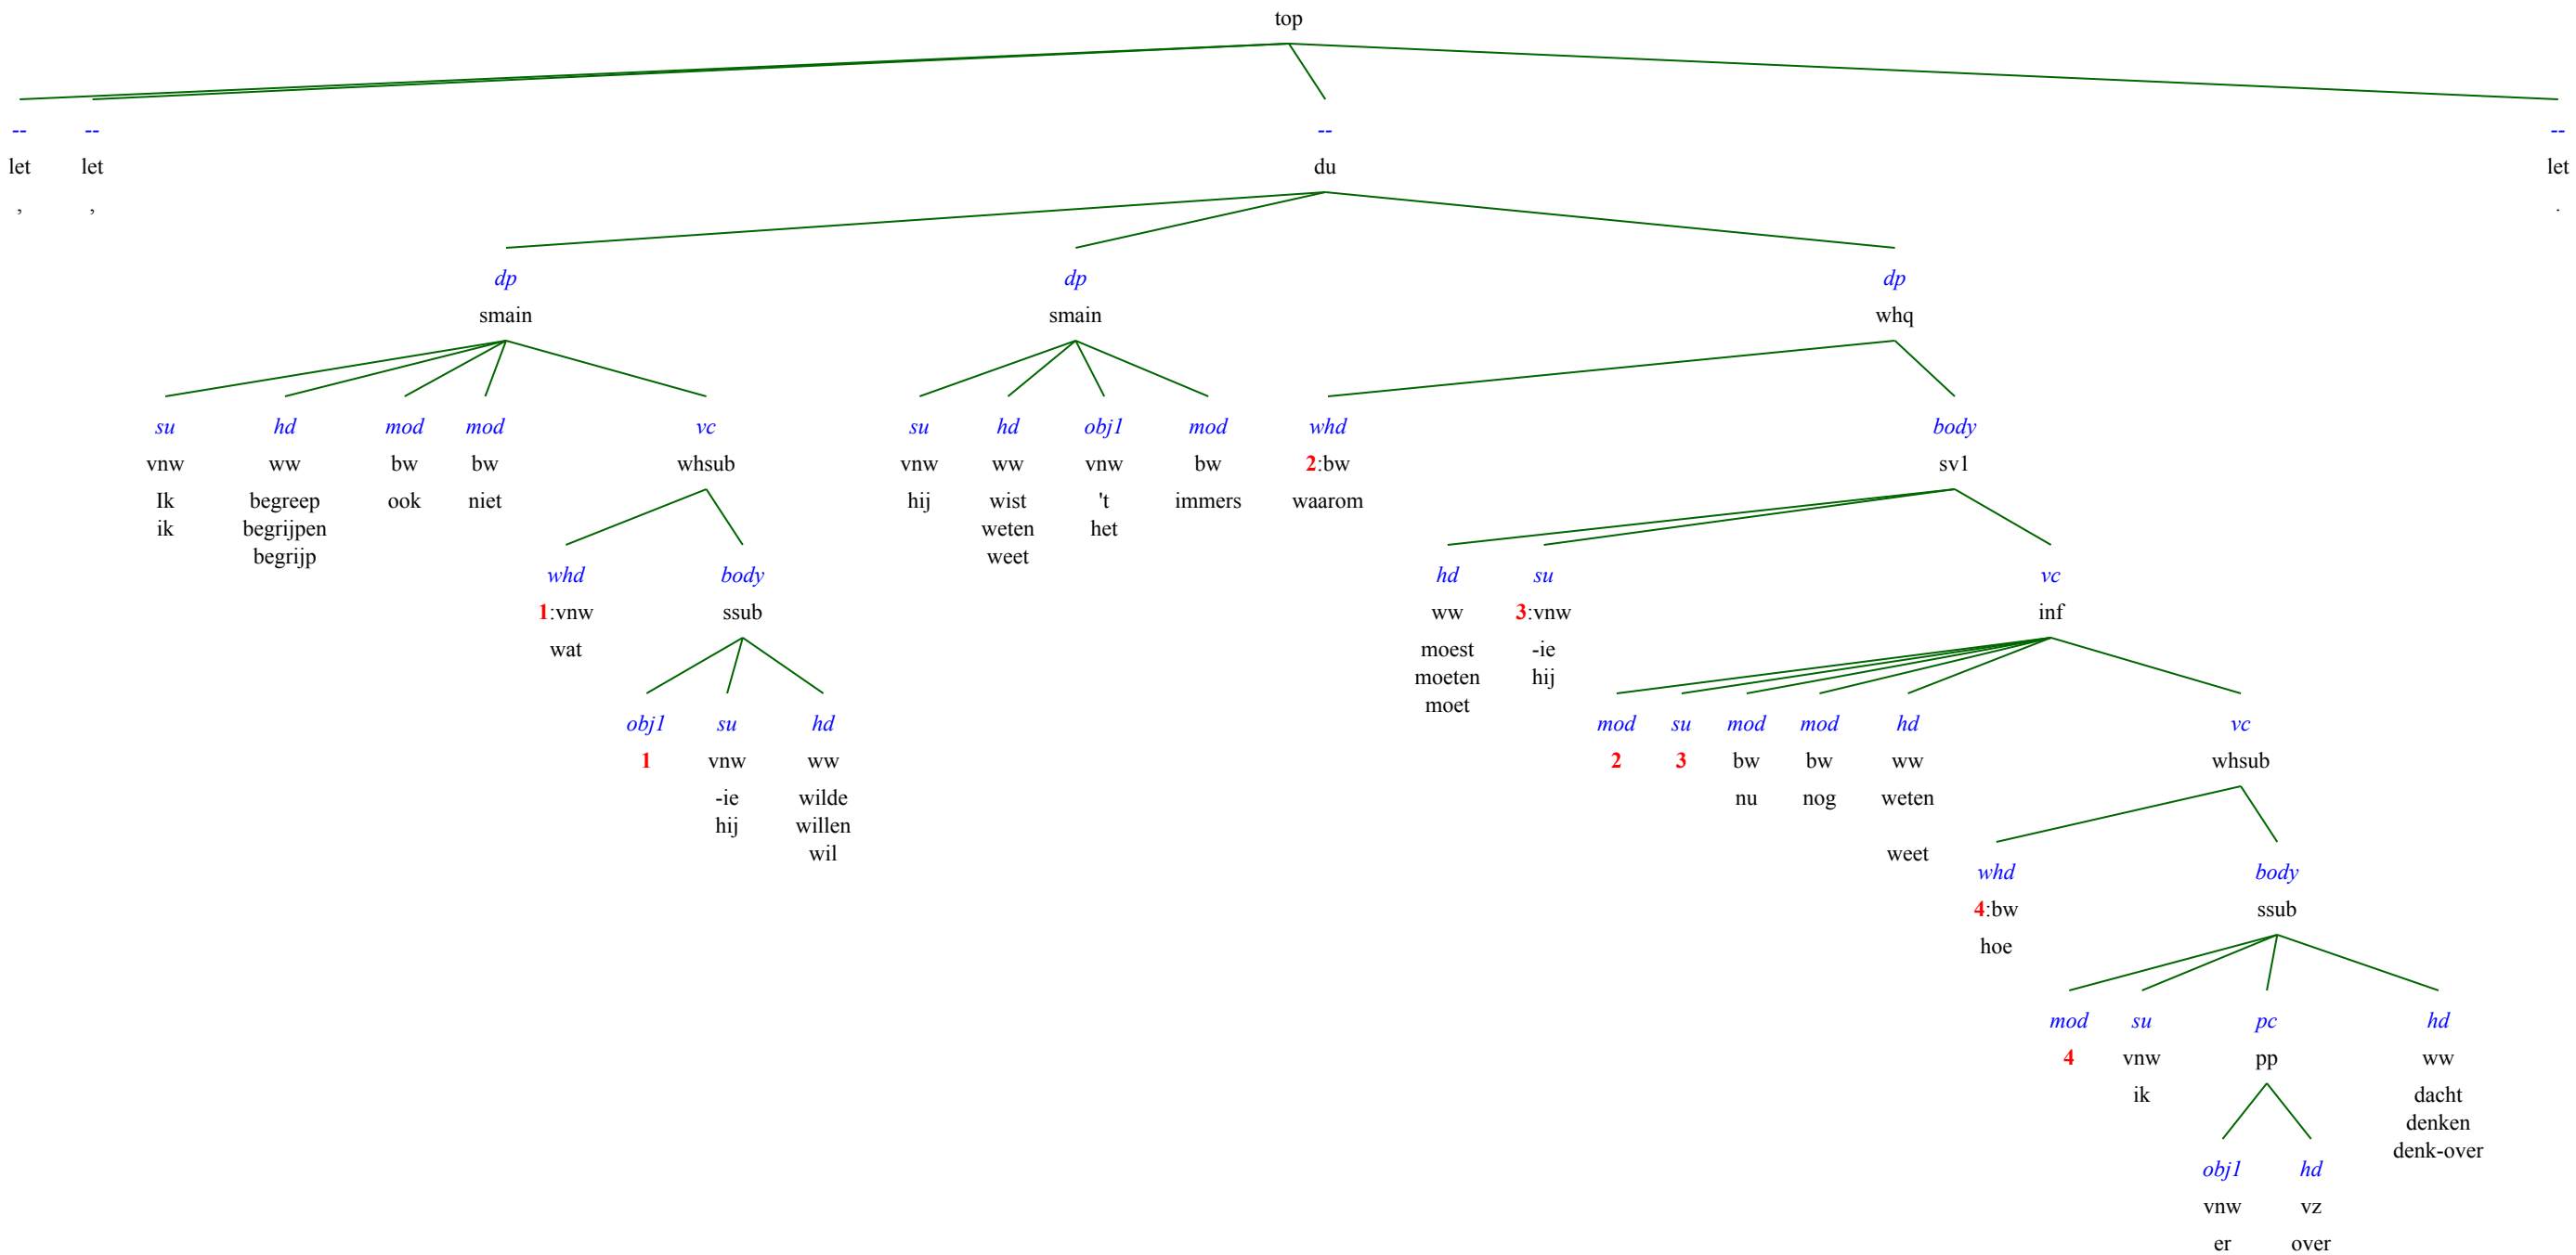 top
-- -- -- --
let let du let
, , .
dp dp dp
smain smain whq
su hd mod mod vc su hd obj1 mod whd body
vnw ww bw bw whsub vnw ww vnw bw 2:bw sv1
Ik begreep ook niet hij wist 't immers waarom
ik begrijpen weten het
begrijp weet
whd body hd su vc
1:vnw ssub ww 3:vnw inf
wat moest -ie
moeten hij
moet
obj1 su hd mod su mod mod hd vc
1 vnw ww 2 3 bw bw ww whsub
-ie wilde nu nog weten
hij willen
wil weet
whd body
4:bw ssub
hoe
mod su pc hd
4 vnw pp ww
ik dacht
denken
denk-over
obj1 hd
vnw vz
er over